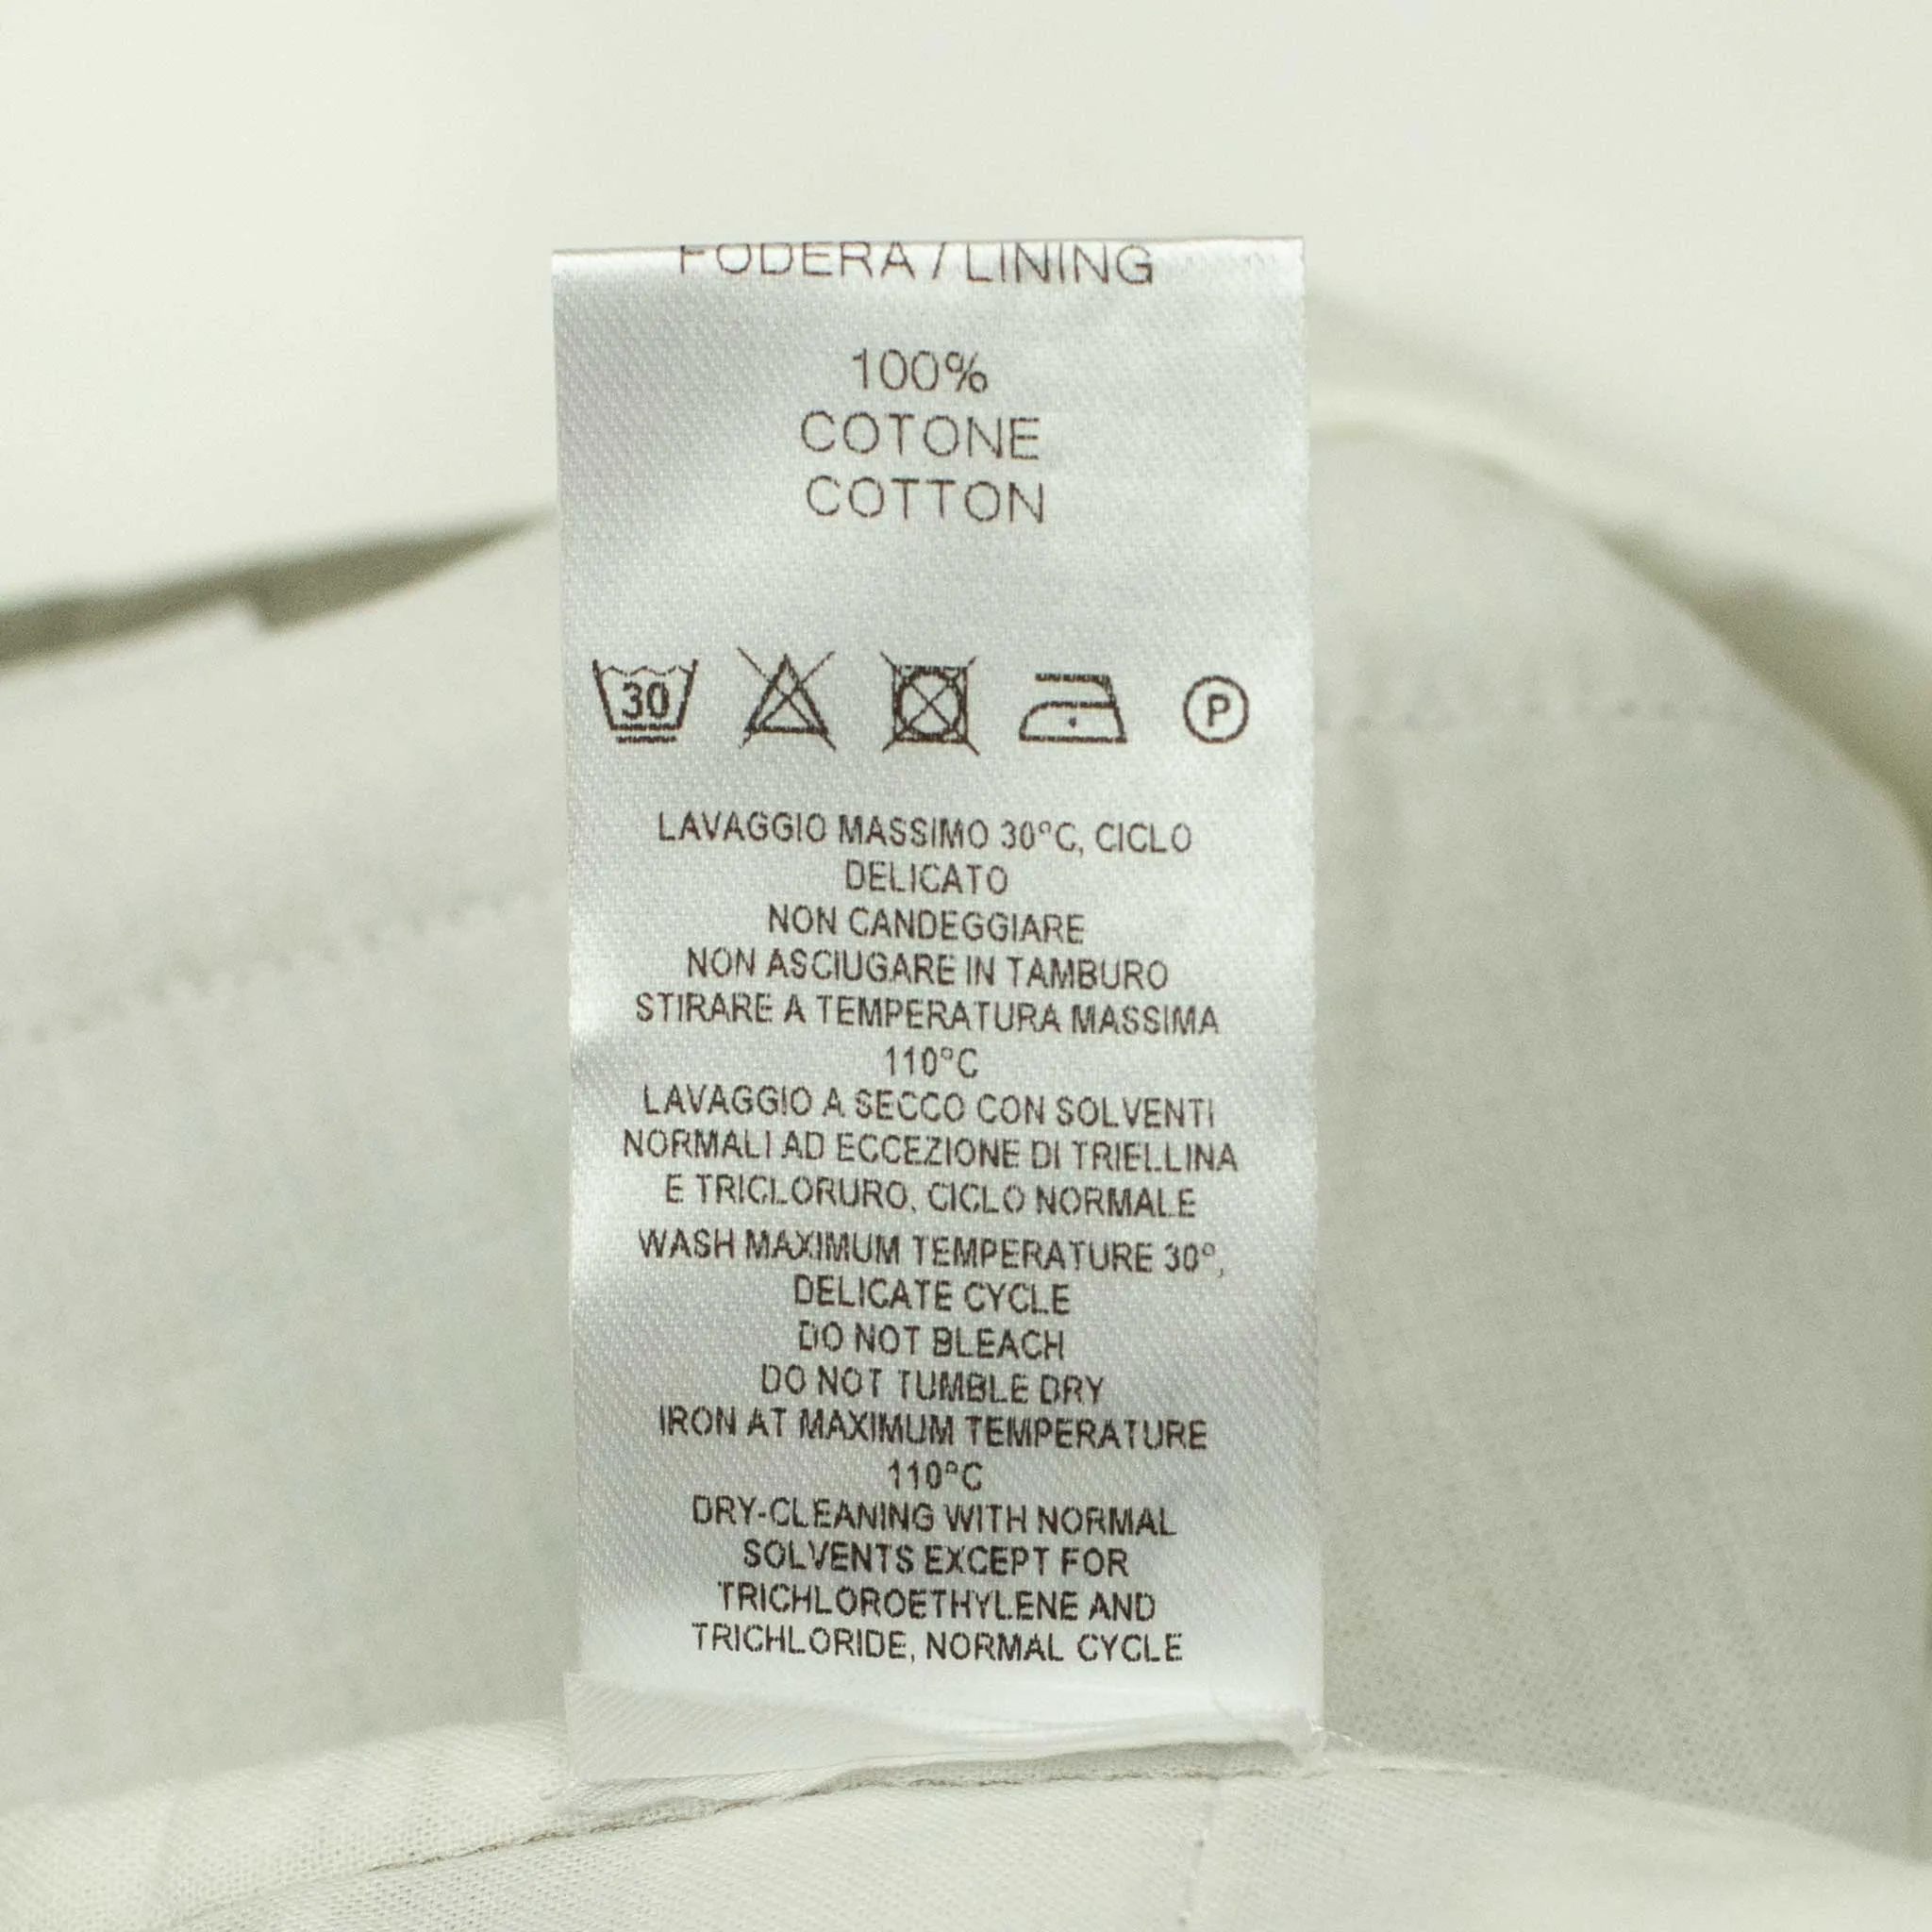 FODERA / LINING
100%
COTONE
COTTON
30 P
LAVAGGIO MASSIMO 30°C, CICLO
DELICATO
NON CANDEGGIARE
NON ASCIUGARE IN TAMBURO
STIRARE A TEMPERATURA MASSIMA
110°C
LAVAGGIO A SECCO CON SOLVENTI
NORMALI AD ECCEZIONE DI TRIELLINA
E TRICLORURO, CICLO NORMALE
WASH MAXIMUM TEMPERATURE 30°,
DELICATE CYCLE
DO NOT BLEACH
DO NOT TUMBLE DRY
IRON AT MAXIMUM TEMPERATURE
110°C
DRY-CLEANING WITH NORMAL
SOLVENTS EXCEPT FOR
TRICHLOROETHYLENE AND
TRICHLORIDE, NORMAL CYCLE